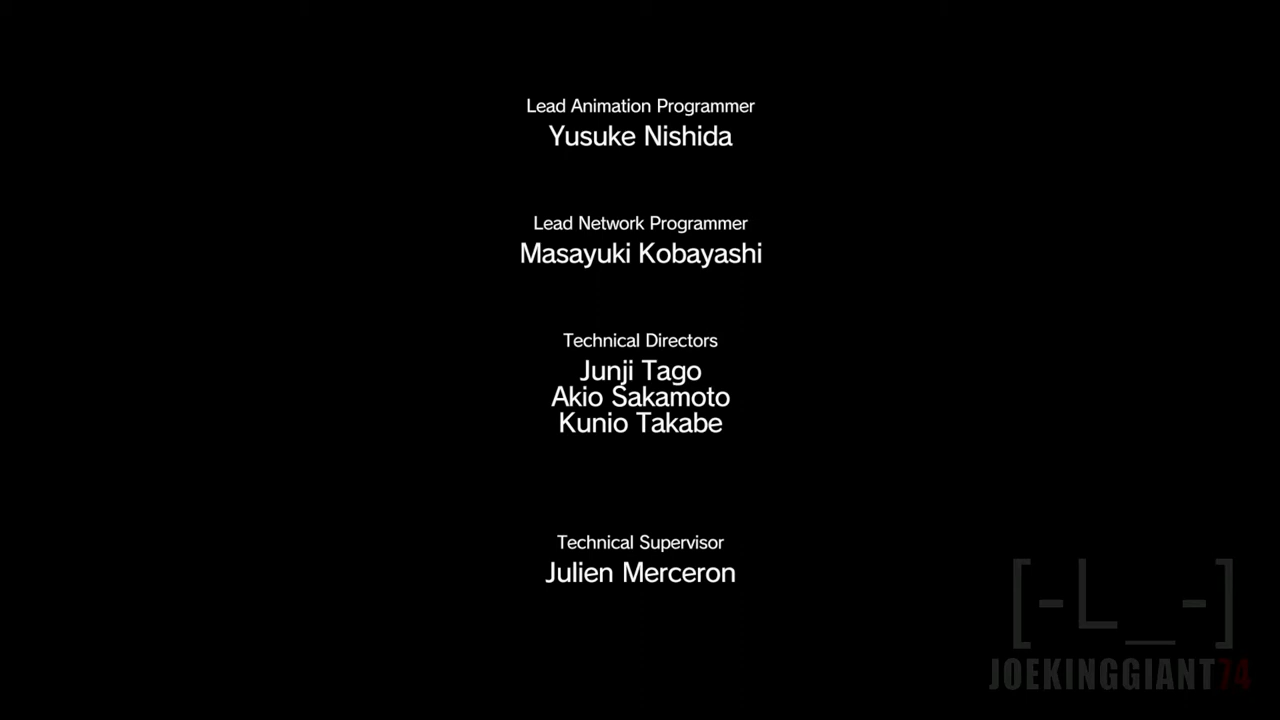 Lead Animation Programmer
Yusuke Nishida
Lead Network Programmer
Masayuki Kobayashi
Technical Directors
Junji Tago
Akio Sakamoto
Kunio Takabe
Technical Supervisor
Julien Merceron
[-L_-]
JOEKINGGIANT74